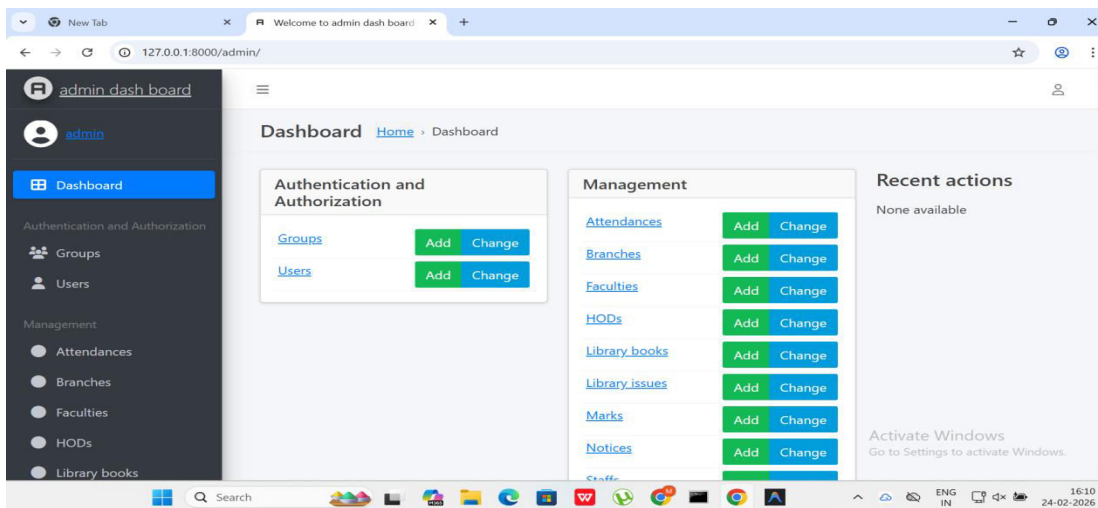 New Tab
Welcome to admin dash board
127.0.0.1:8000/admin/
admin dash board
admin
Dashboard
Authentication and Authorization
Groups
Users
Management
Attendances
Branches
Faculties
HODs
Library books
Dashboard Home › Dashboard
Authentication and
Authorization
Groups Add Change
Users Add Change
Management
Attendances Add Change
Branches Add Change
Faculties Add Change
HODs Add Change
Library books Add Change
Library issues Add Change
Marks Add Change
Notices Add Change
Staffs
Recent actions
None available
Activate Windows
Go to Settings to activate Windows.
Search
ENG
IN
16:10
24-02-2026